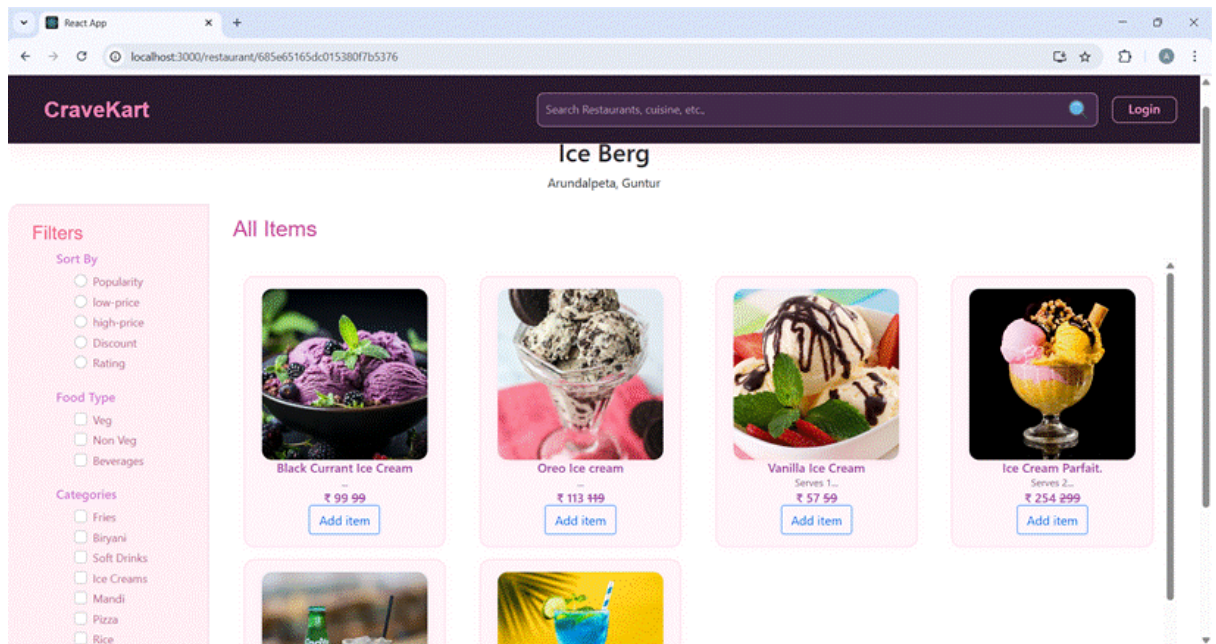 React App
localhost:3000/restaurant/685e65165dc015380f7b5376
A
CraveKart
Search Restaurants, cuisine, etc.,
Login
Ice Berg
Arundalpeta, Guntur
Filters
Sort By
Popularity
low-price
high-price
Discount
Rating
Food Type
Veg
Non Veg
Beverages
Categories
Fries
Biryani
Soft Drinks
Ice Creams
Mandi
Pizza
Rice
All Items
Black Currant Ice Cream
...
₹ 99 99
Add item
Oreo Ice cream
...
₹ 113 119
Add item
Vanilla Ice Cream
Serves 1...
₹ 57 59
Add item
Ice Cream Parfait.
Serves 2...
₹ 254 299
Add item